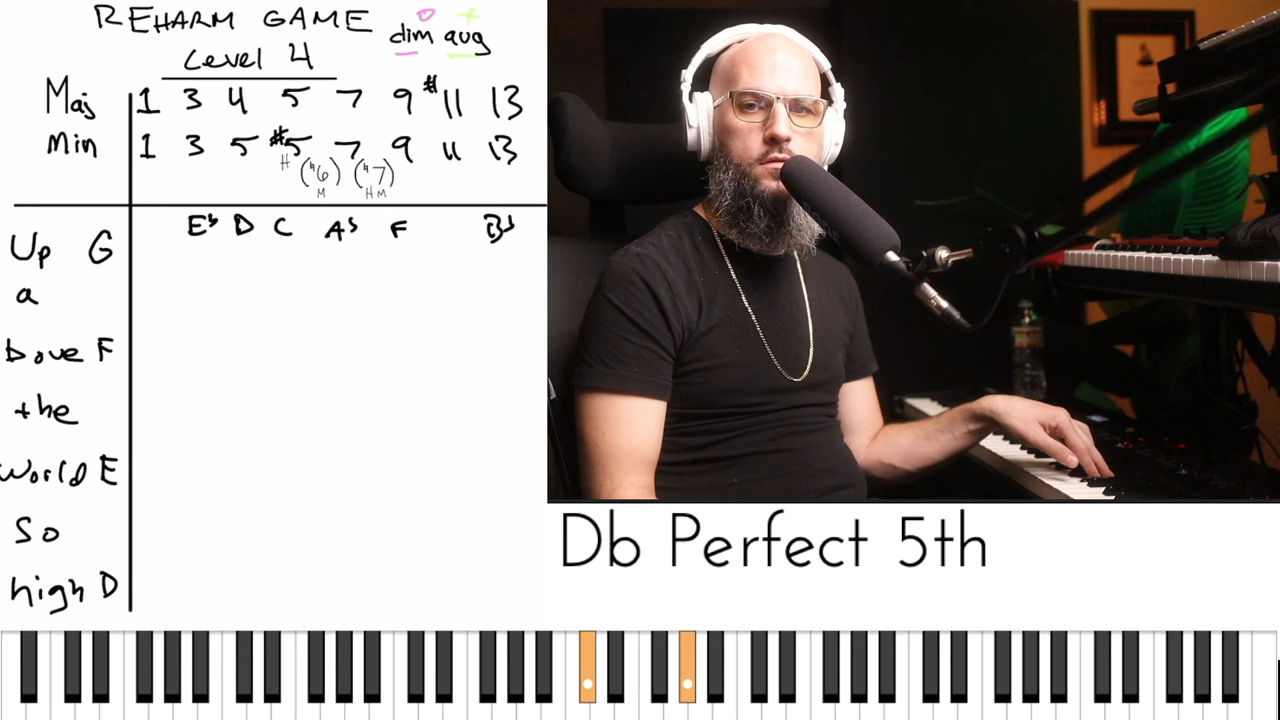 REHARM GAME dim o aug +
Level 4
Maj 1 3 4 5 7 9 #11 13
Min 1 3 5 #5 7 9 11 13
H (♮6) (♮7)
M HM
Up G Eb D C Ab F Bb
a
bove F
the
world E
So
high D
Db Perfect 5th